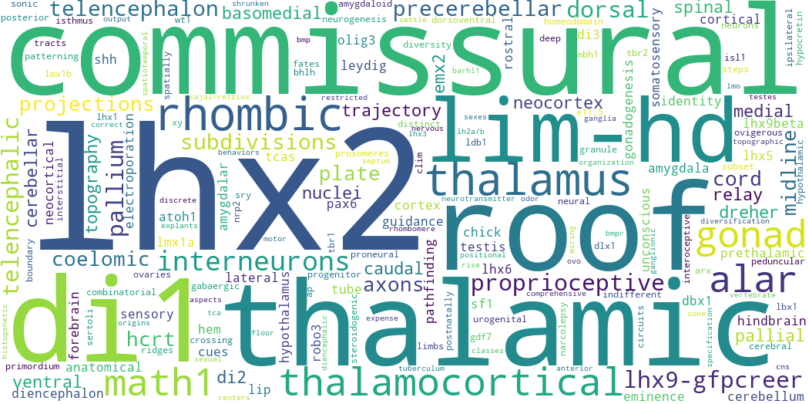 sonic shrunken amygdaloid wt1 output settle dorsoventral homeodomain
posterior telencephalon basomedial precerebellar dorsal spinal
isthmus neurogenesis deep cortical neurons
tracts patterning shh olig3 rostral di3 isl1
commissural
lmx1b spatiotemporal spatially bmp fates bhlh diversity leydig emx2 mbh1 tbr2 barhl1 steps somatosensory ipsilateral hypocretin
projections cajal-retzius restricted sexes lmo testes
lhx1 correct xy rhombic trajectory distinct nervous lhx3 lh2a/b ldb1 neocortex ganglia gonadogenesis identity medial lhx9beta
telencephalic cerebellar neocortical interstitial topography pallium electroporation
subdivisions lim-hd granule organization lhx5 ovigerous topographic
behaviors prosomeres septum clim amygdala subset midline hypothalamic
tcas plate thalamus cord
discrete explants atoh1 amygdalar sry nrp2 nuclei pax6 cortex neurotransmitter odor neural relay
lhx2 roof
motor tbr1 rhombomere guidance chick bmpr dlx1 ganglionic unconscious dreher diversification gonad
lmx1a proneural testis positional airsng interoceptive prethalamic
boundary coelomic interneurons caudal axons pathfinding lhx6 rise ovo arx peduncular alar
ovaries gabaergic lateral progenitor proprioceptive
histogenetic di1 combinatorial aspects tube ap comprehensive indifferent vertebrate
thalamic
forebrain sertoli sensory origins hem hypothalamus steroidogenic robo3 diencephalic sf1 dbx1 zone lbx1
hcrt tca crossing phrase urogenital narcolepsy circuits specification hindbrain
primordium ridges sexual cues floor expense limbs gdf7 classes postnatally pallial cerebral
ventral anatomical math1 di2 lip thalamocortical tuberculum anterior lhx9-gfpcreer cns
diencephalon centers eminence cerebellum